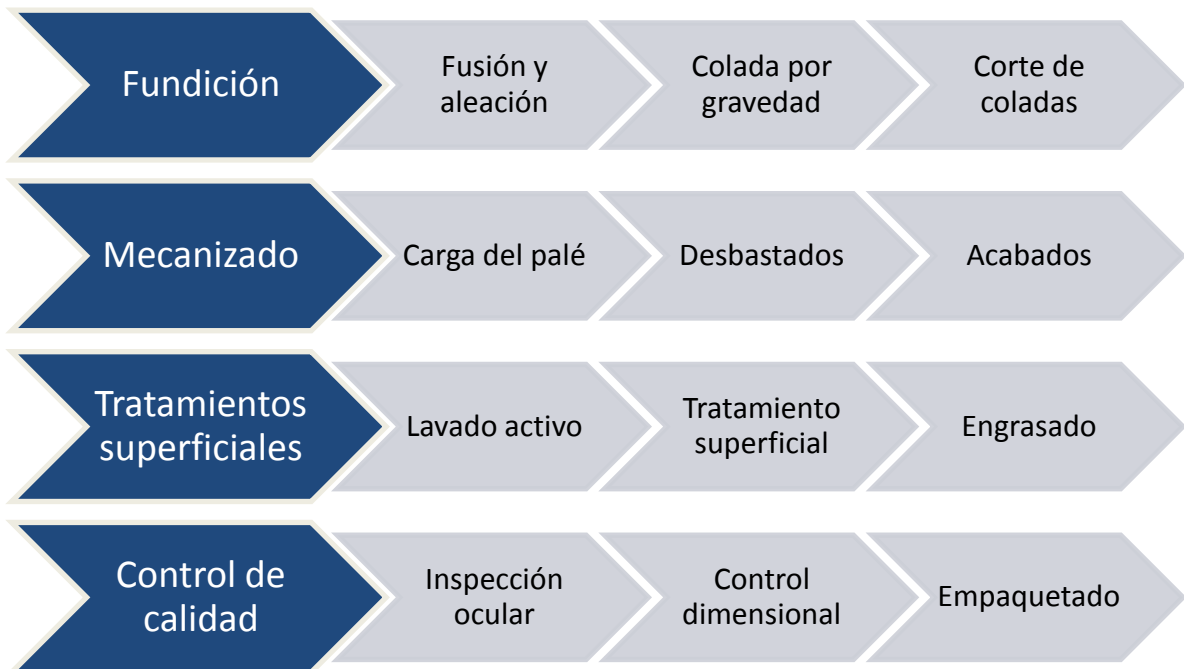 Fundición
Fusión y
aleación
Colada por
gravedad
Corte de
coladas
Mecanizado
Carga del palé
Desbastados
Acabados
Tratamientos
superficiales
Lavado activo
Tratamiento
superficial
Engrasado
Control de
calidad
Inspección
ocular
Control
dimensional
Empaquetado